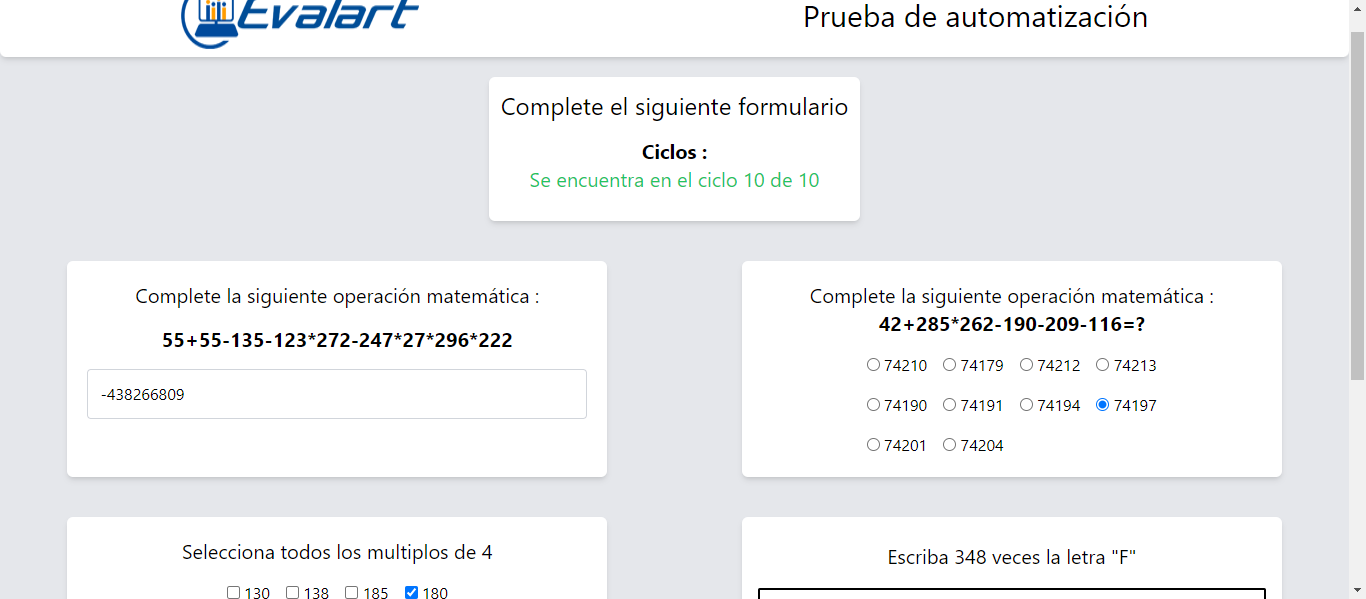 Evalart
Prueba de automatización
Complete el siguiente formulario
Ciclos :
Se encuentra en el ciclo 10 de 10
Complete la siguiente operación matemática :
55+55-135-123*272-247*27*296*222
-438266809
Complete la siguiente operación matemática :
42+285*262-190-209-116=?
74210 74179 74212 74213
74190 74191 74194 74197
74201 74204
Selecciona todos los multiplos de 4
130 138 185 180
Escriba 348 veces la letra "F"